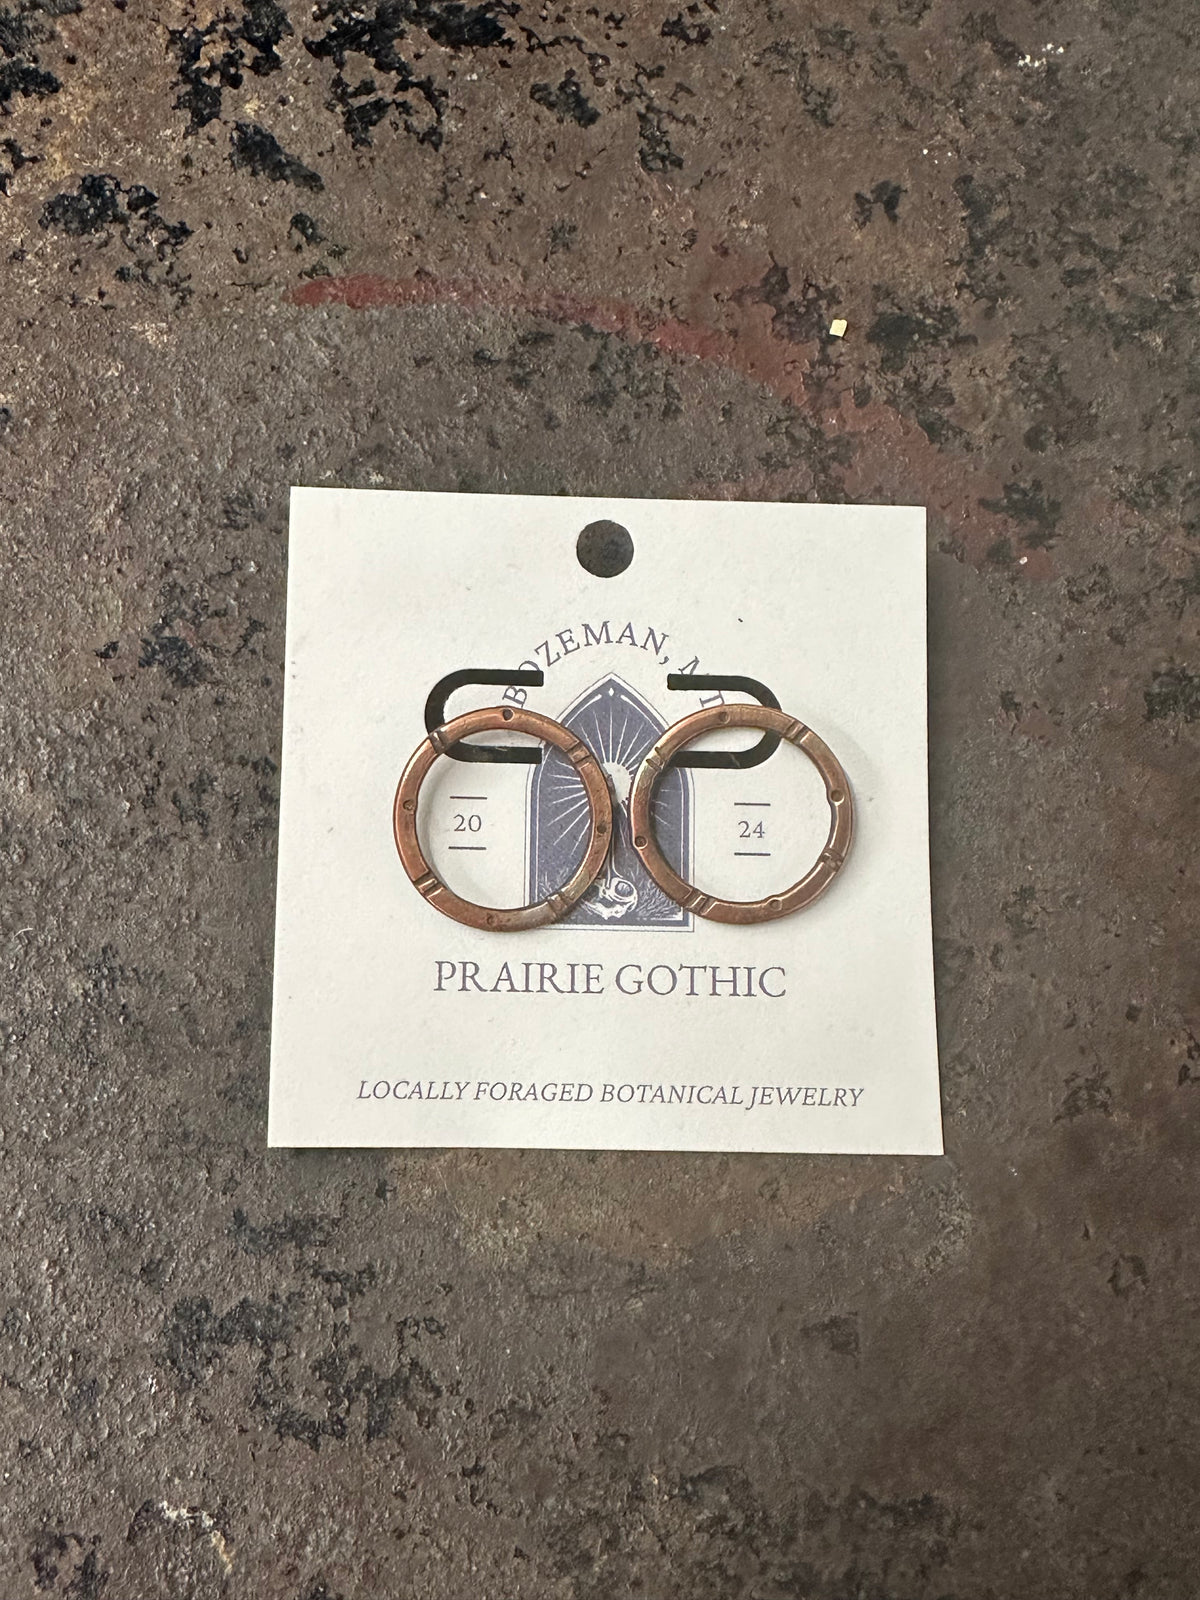 BOZEMAN, MT
20
24
PRAIRIE GOTHIC
LOCALLY FORAGED BOTANICAL JEWELRY